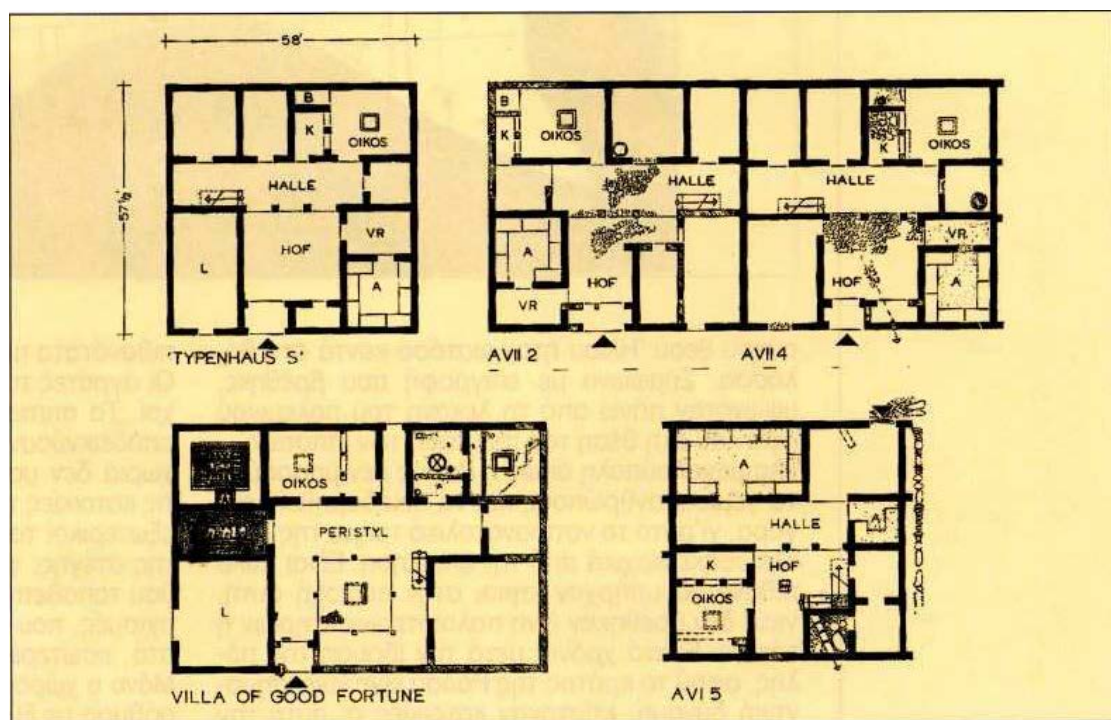 58'
57½'
B
K
OIKOS
HALLE
VR
HOF
L
A
TYPENHAUS S'
B
K
OIKOS
HALLE
A
VR
HOF
AVII 2
K
OIKOS
HALLE
VR
HOF
A
AVII 4
OIKOS
PERISTYL
L
VILLA OF GOOD FORTUNE
A
HALLE
K
HOF
OIKOS
AVI 5